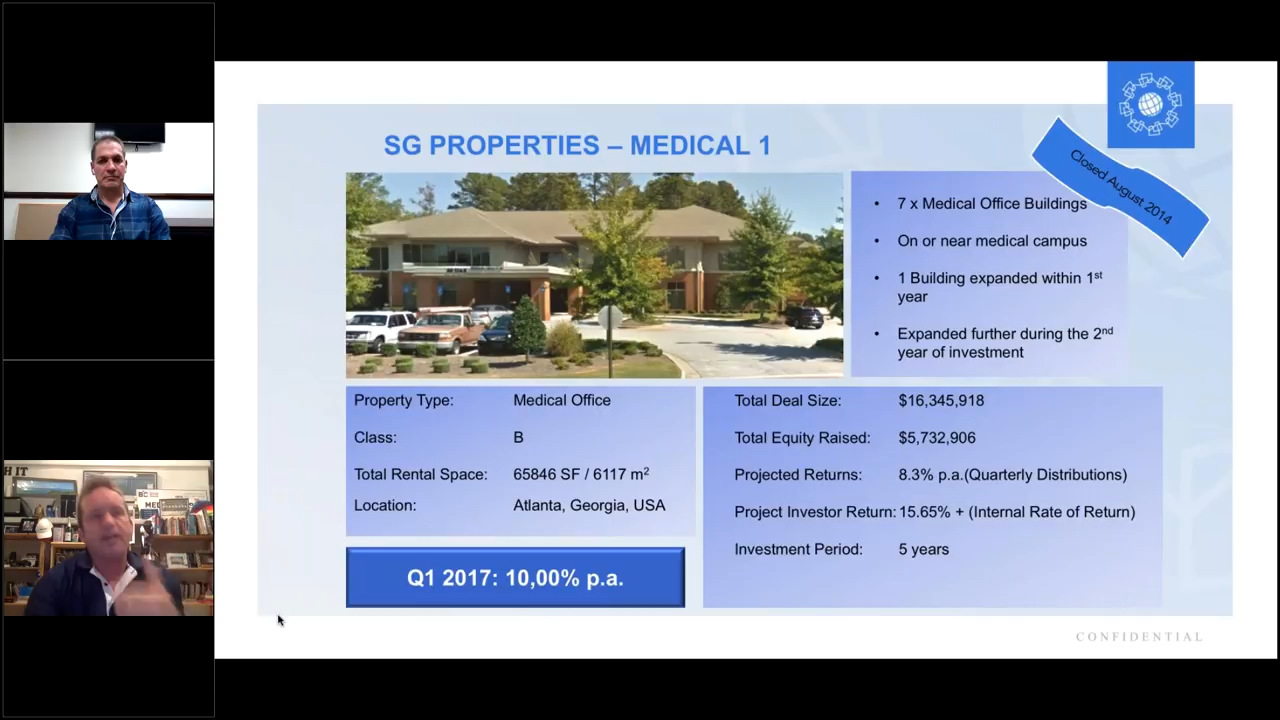 SG PROPERTIES – MEDICAL 1
Closed August 2014
• 7 x Medical Office Buildings
• On or near medical campus
• 1 Building expanded within 1st
year
• Expanded further during the 2nd
year of investment
Property Type: Medical Office
Class: B
Total Rental Space: 65846 SF / 6117 m²
Location: Atlanta, Georgia, USA
Total Deal Size: $16,345,918
Total Equity Raised: $5,732,906
Projected Returns: 8.3% p.a.(Quarterly Distributions)
Project Investor Return: 15.65% + (Internal Rate of Return)
Investment Period: 5 years
Q1 2017: 10,00% p.a.
CONFIDENTIAL
H IT